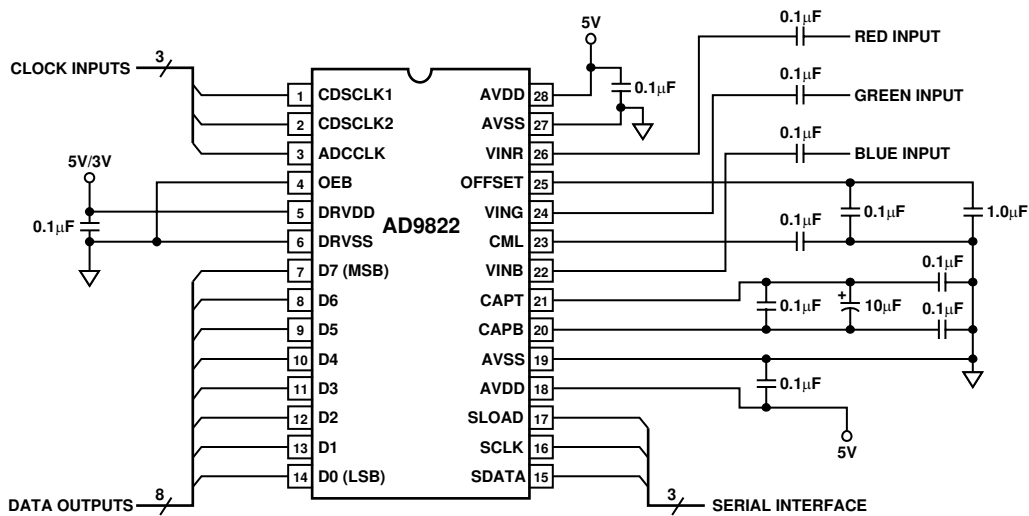 0.1μF
RED INPUT
5V
3
CLOCK INPUTS
0.1μF
GREEN INPUT
0.1μF
0.1μF
BLUE INPUT
1 CDSCLK1
2 CDSCLK2
3 ADCCLK
4 OEB
5 DRVDD
6 DRVSS
7 D7 (MSB)
8 D6
9 D5
10 D4
11 D3
12 D2
13 D1
14 D0 (LSB)
AD9822
AVDD 28
AVSS 27
VINR 26
OFFSET 25
VING 24
CML 23
VINB 22
CAPT 21
CAPB 20
AVSS 19
AVDD 18
SLOAD 17
SCLK 16
SDATA 15
5V/3V
0.1μF
0.1μF
0.1μF
1.0μF
0.1μF
0.1μF
+
10μF
0.1μF
0.1μF
5V
DATA OUTPUTS
8
3
SERIAL INTERFACE